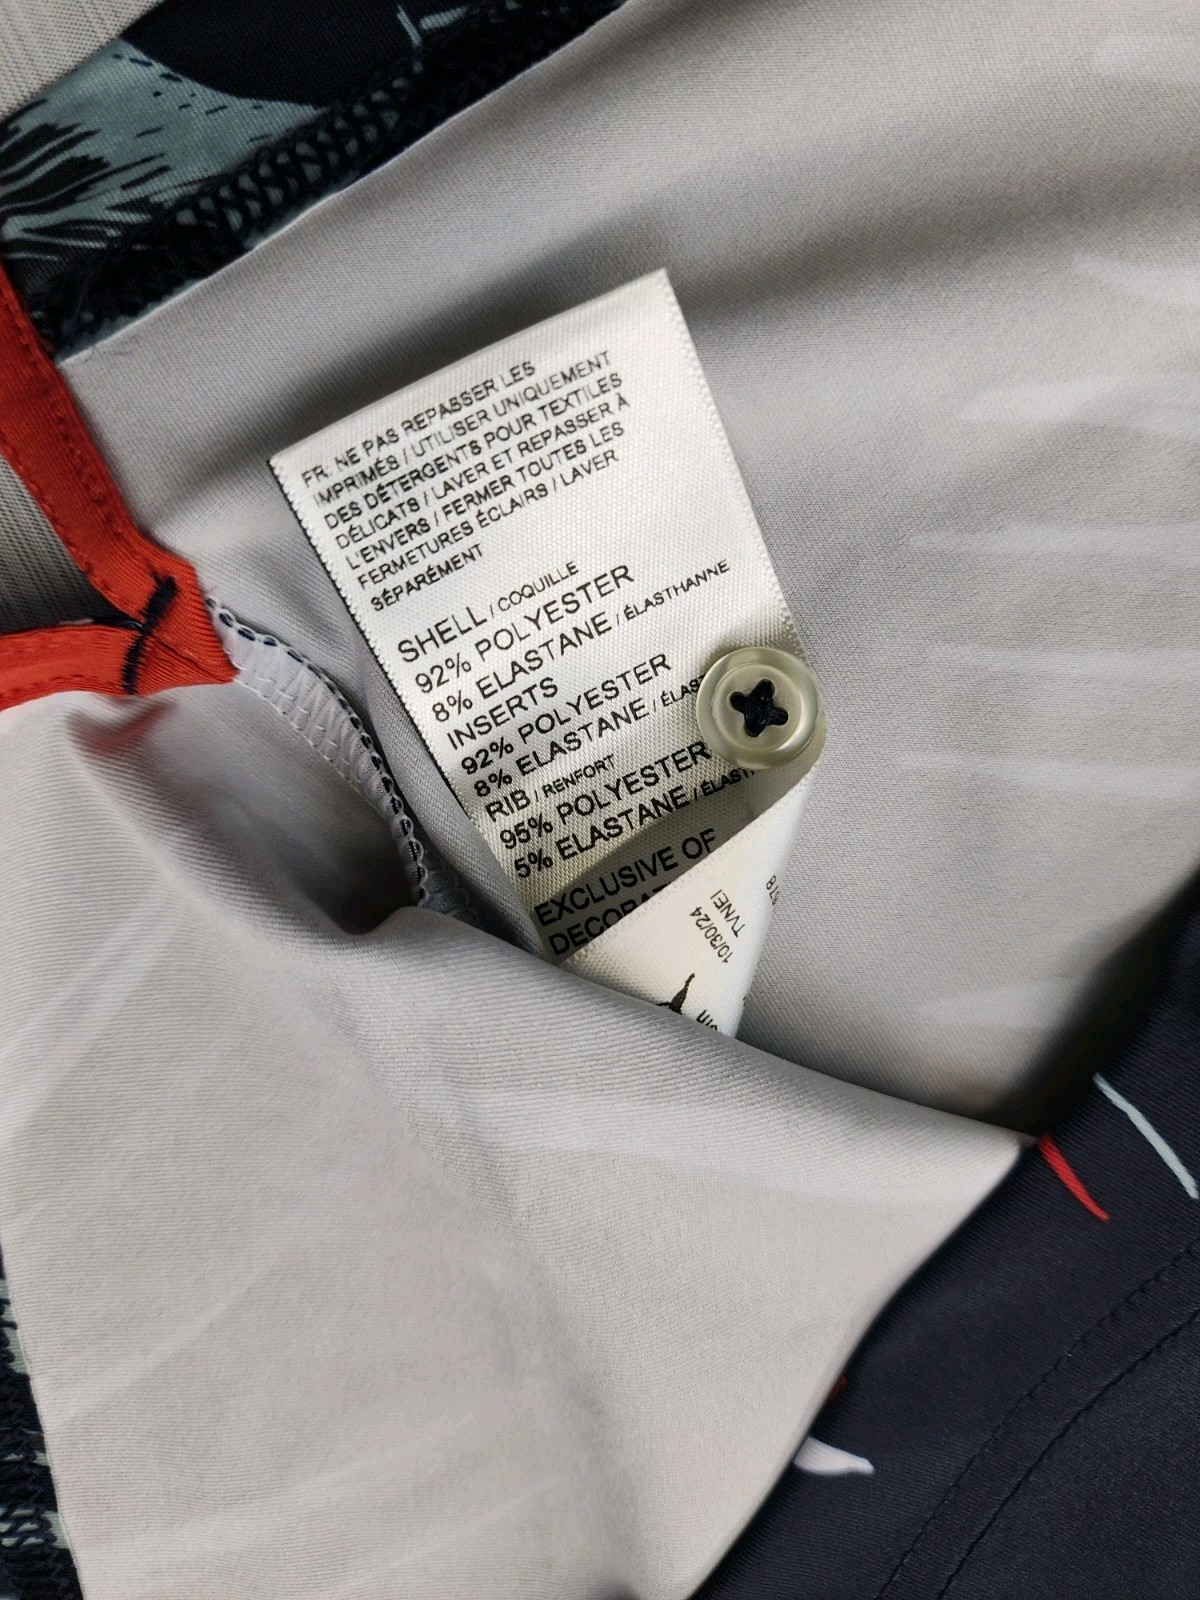 FR: NE PAS REPASSER LES
IMPRIMÉS / UTILISER UNIQUEMENT
DES DÉTERGENTS POUR TEXTILES
DÉLICATS / LAVER ET REPASSER À
L'ENVERS / FERMER TOUTES LES
FERMETURES ÉCLAIRS / LAVER
SÉPARÉMENT
SHELL / COQUILLE
92% POLYESTER
8% ELASTANE / ÉLASTHANNE
INSERTS
92% POLYESTER
8% ELASTANE /
RIB / RENFORT
95% POLYESTER
5% ELASTANE /
EXCLUSIVE OF
10/30/24
TVNEI